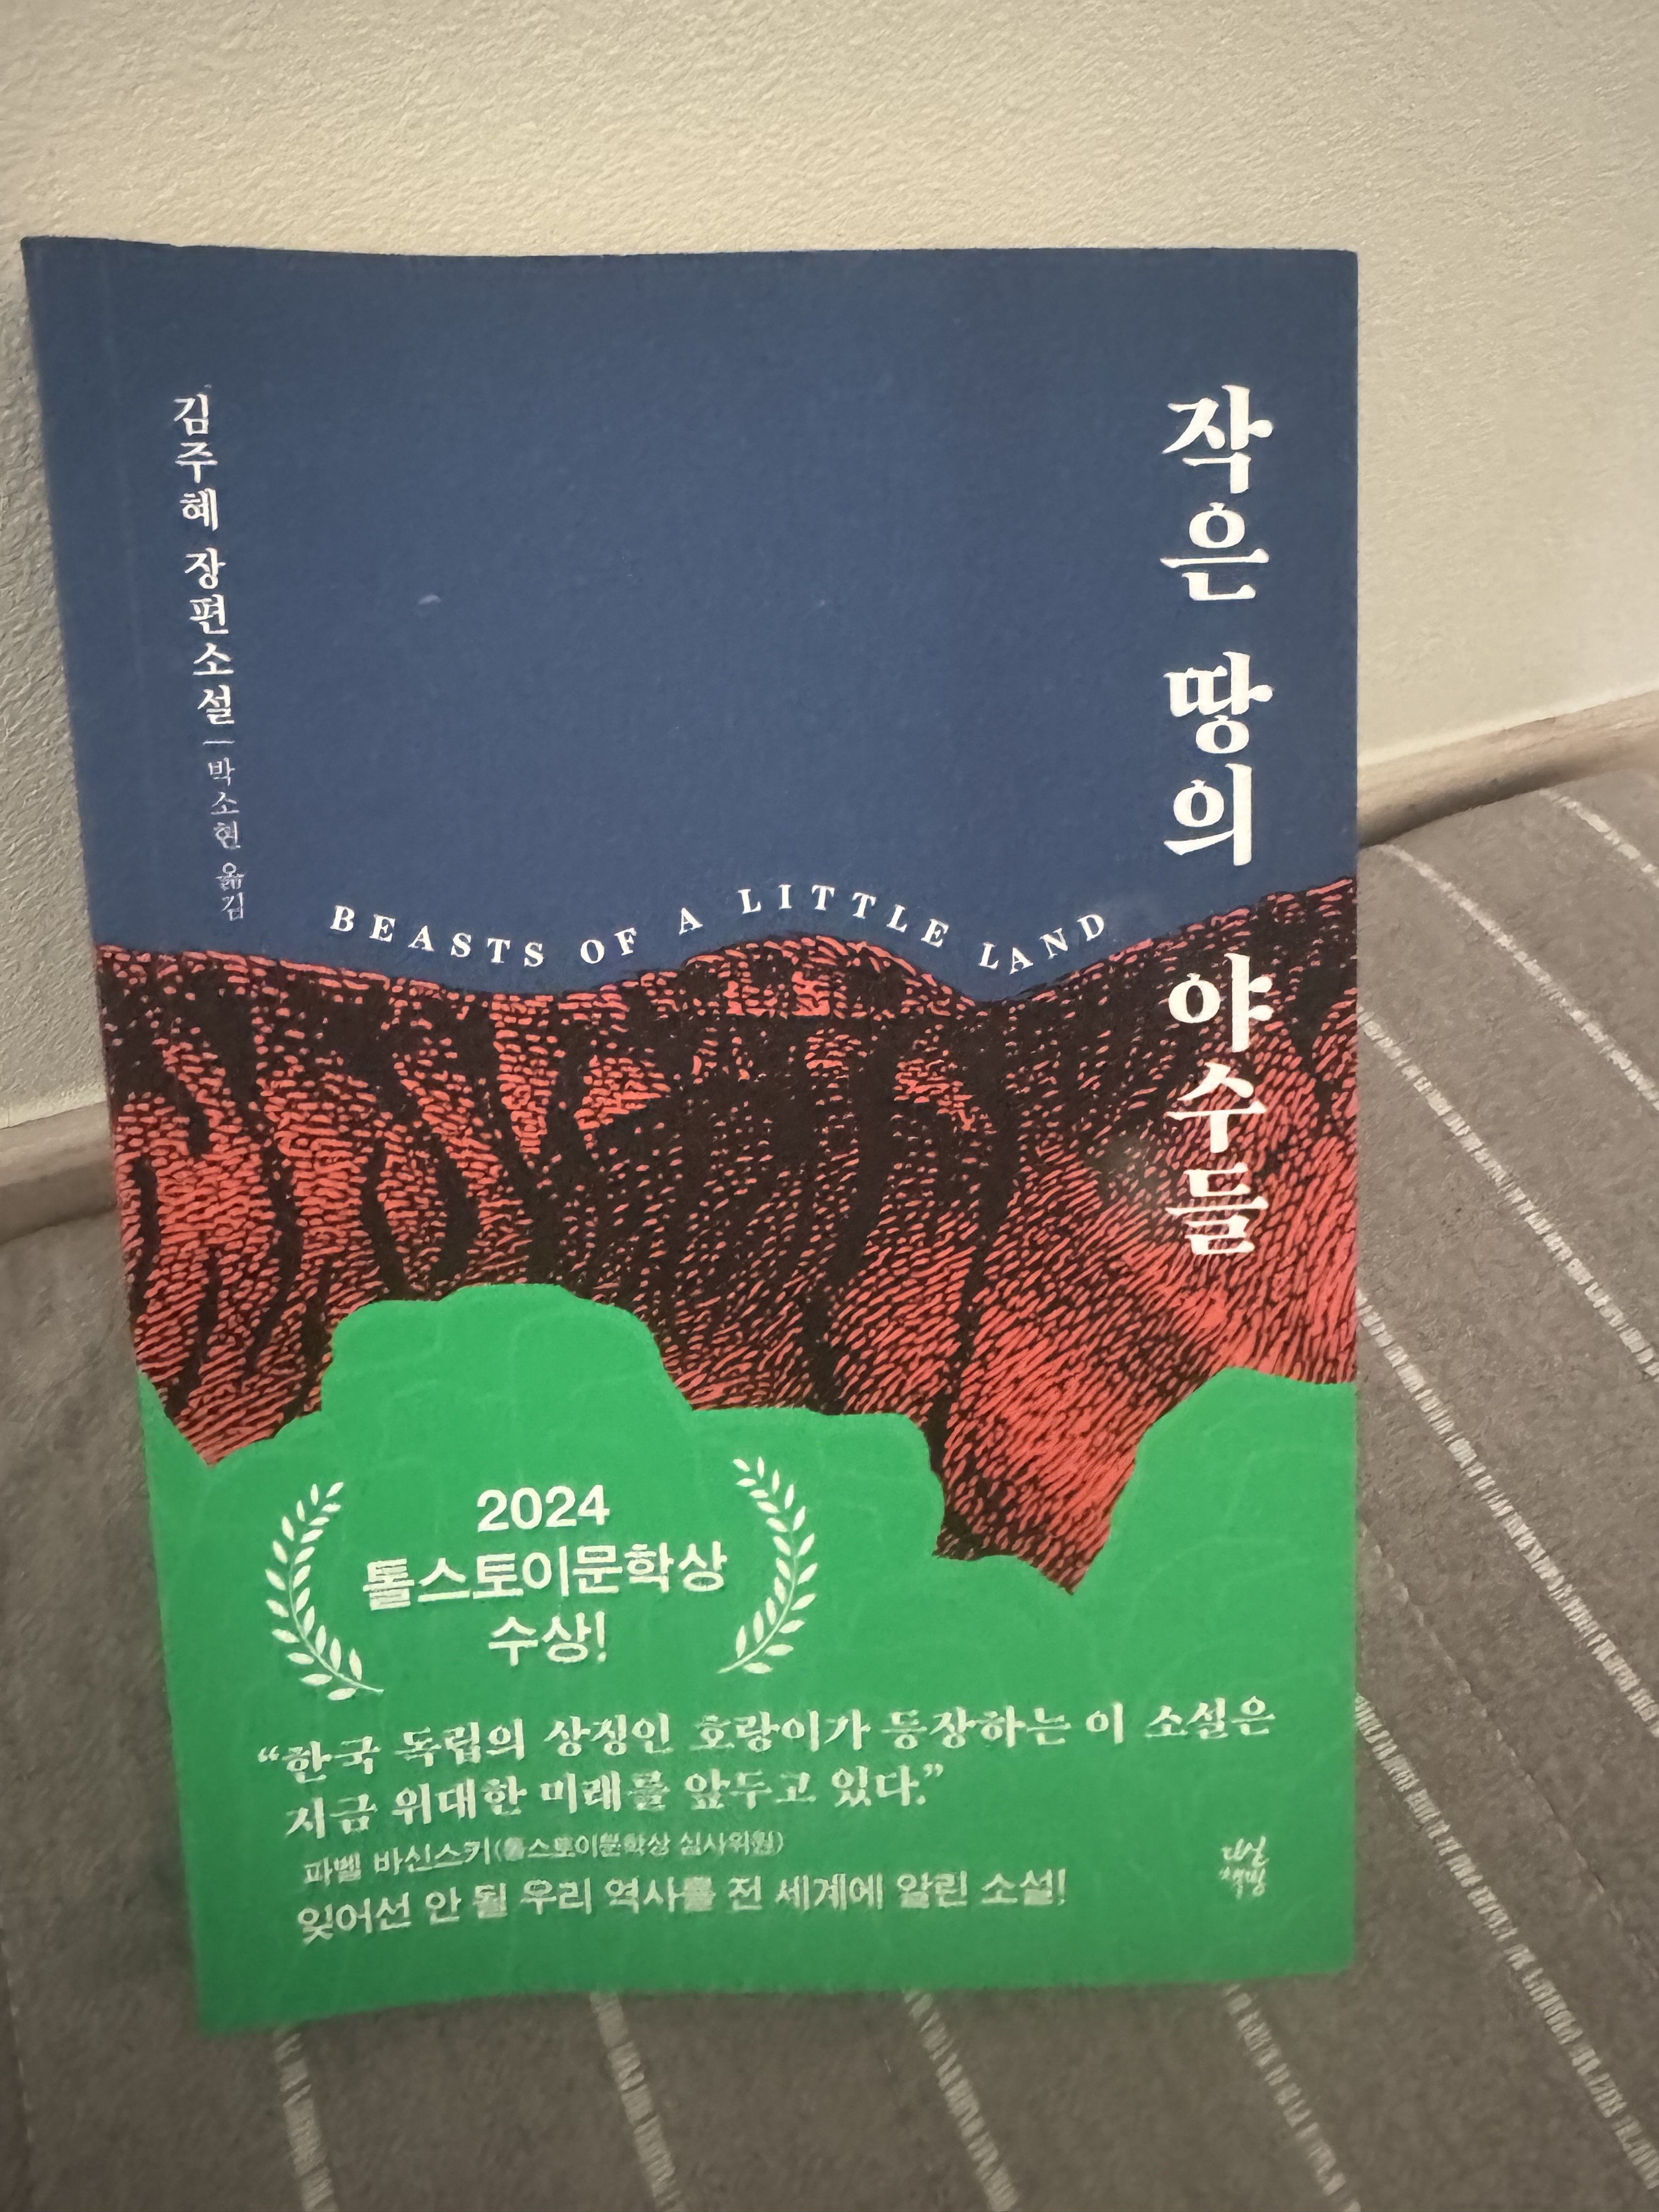 작은 땅의 야수들
김주혜 장편소설 | 박소현 옮김
BEASTS OF A LITTLE LAND
2024
톨스토이문학상
수상!
“한국 독립의 상징인 호랑이가 등장하는 이 소설은
지금 위대한 미래를 앞두고 있다.”
파벨 바신스키(톨스토이문학상 심사위원)
잊어선 안 될 우리 역사를 전 세계에 알린 소설!
다산
책방